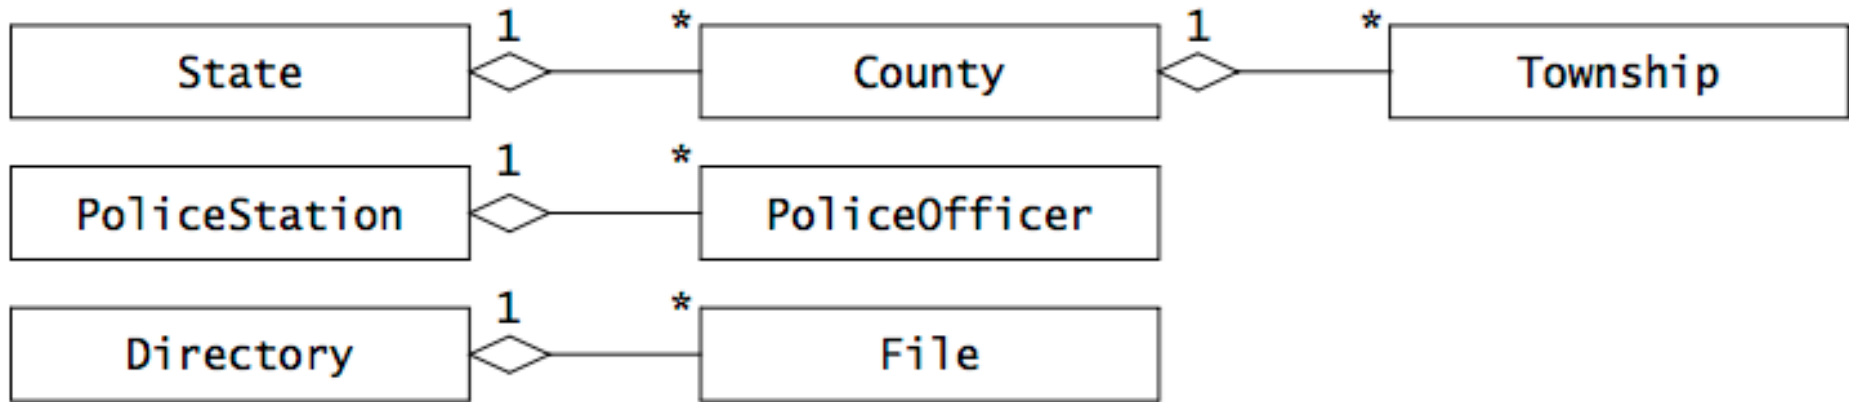 1 * 1 *
State County Township
1 *
PoliceStation PoliceOfficer
1 *
Directory File